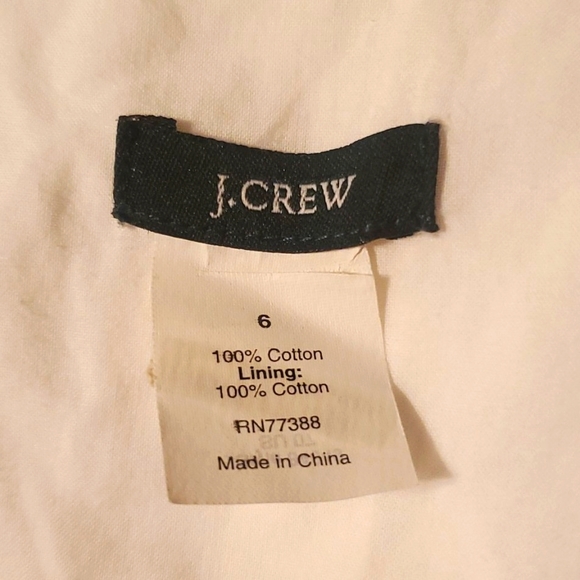 J.CREW
6
100% Cotton
Lining:
100% Cotton
RN77388
Made in China